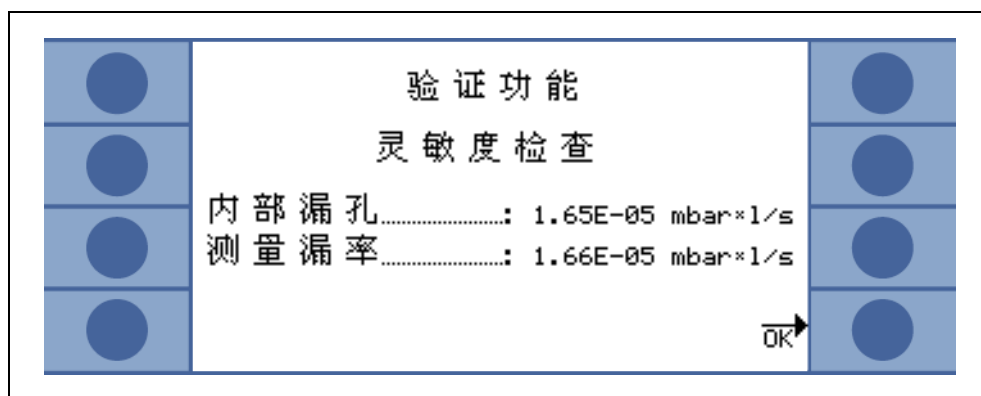 验证功能
灵敏度检查
内部漏孔....................: 1.65E-05 mbar*l/s
测量漏率....................: 1.66E-05 mbar*l/s
OK